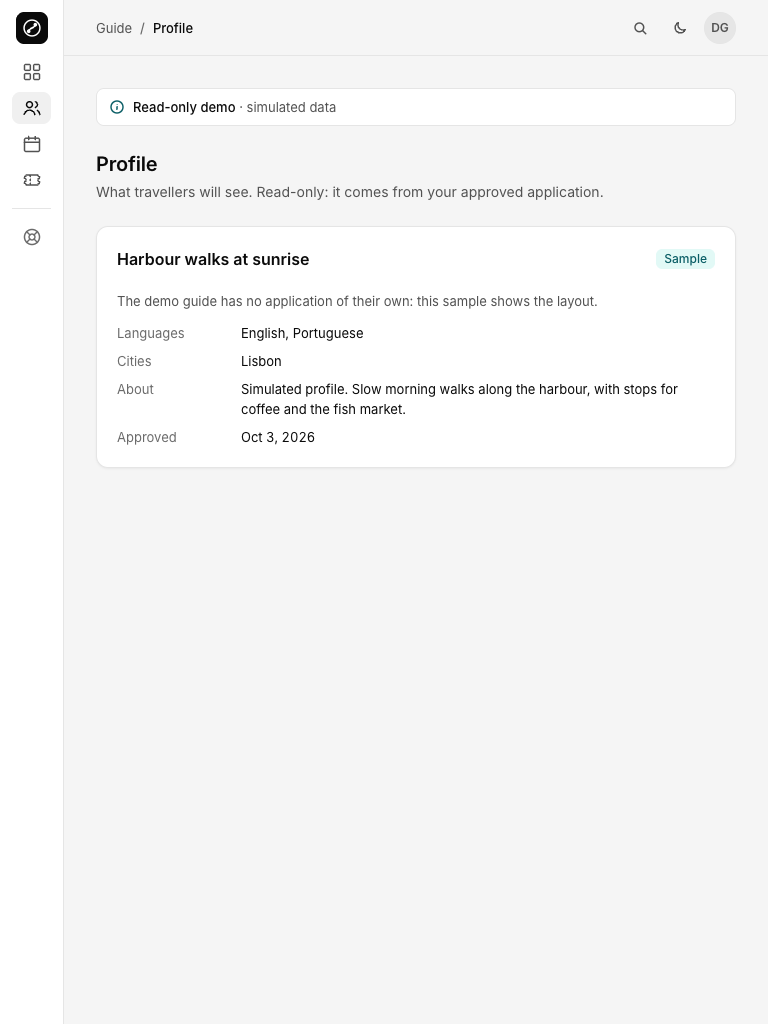 Guide / Profile
DG
Read-only demo · simulated data
Profile
What travellers will see. Read-only: it comes from your approved application.
Harbour walks at sunrise
Sample
The demo guide has no application of their own: this sample shows the layout.
Languages English, Portuguese
Cities Lisbon
About Simulated profile. Slow morning walks along the harbour, with stops for
coffee and the fish market.
Approved Oct 3, 2026